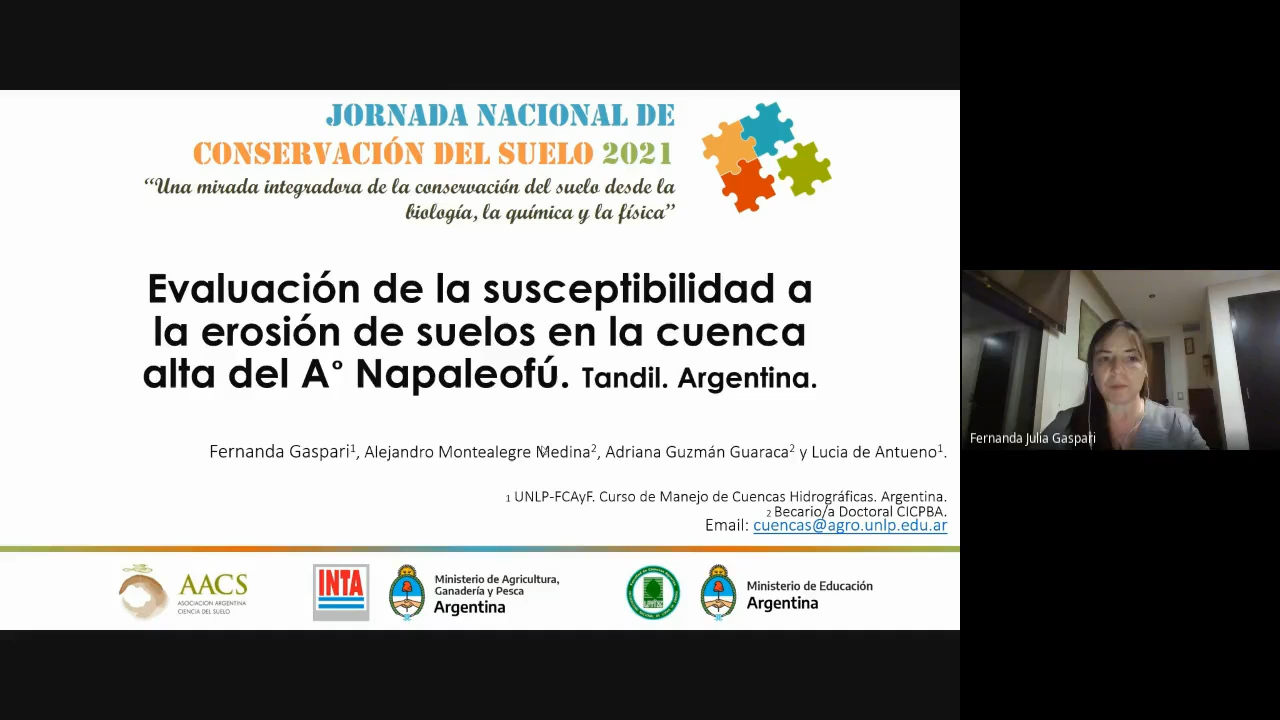 JORNADA NACIONAL DE
CONSERVACIÓN DEL SUELO 2021
“Una mirada integradora de la conservación del suelo desde la
biología, la química y la física”
Evaluación de la susceptibilidad a
la erosión de suelos en la cuenca
alta del A° Napaleofú. Tandil. Argentina.
Fernanda Gaspari1, Alejandro Montealegre Medina2, Adriana Guzmán Guaraca2 y Lucia de Antueno1.
1 UNLP-FCAyF. Curso de Manejo de Cuencas Hidrográficas. Argentina.
2 Becario/a Doctoral CICPBA.
Email: cuencas@agro.unlp.edu.ar
AACS
ASOCIACION ARGENTINA
CIENCIA DEL SUELO
INTA
Ministerio de Agricultura,
Ganadería y Pesca
Argentina
Ministerio de Educación
Argentina
Fernanda Julia Gaspari